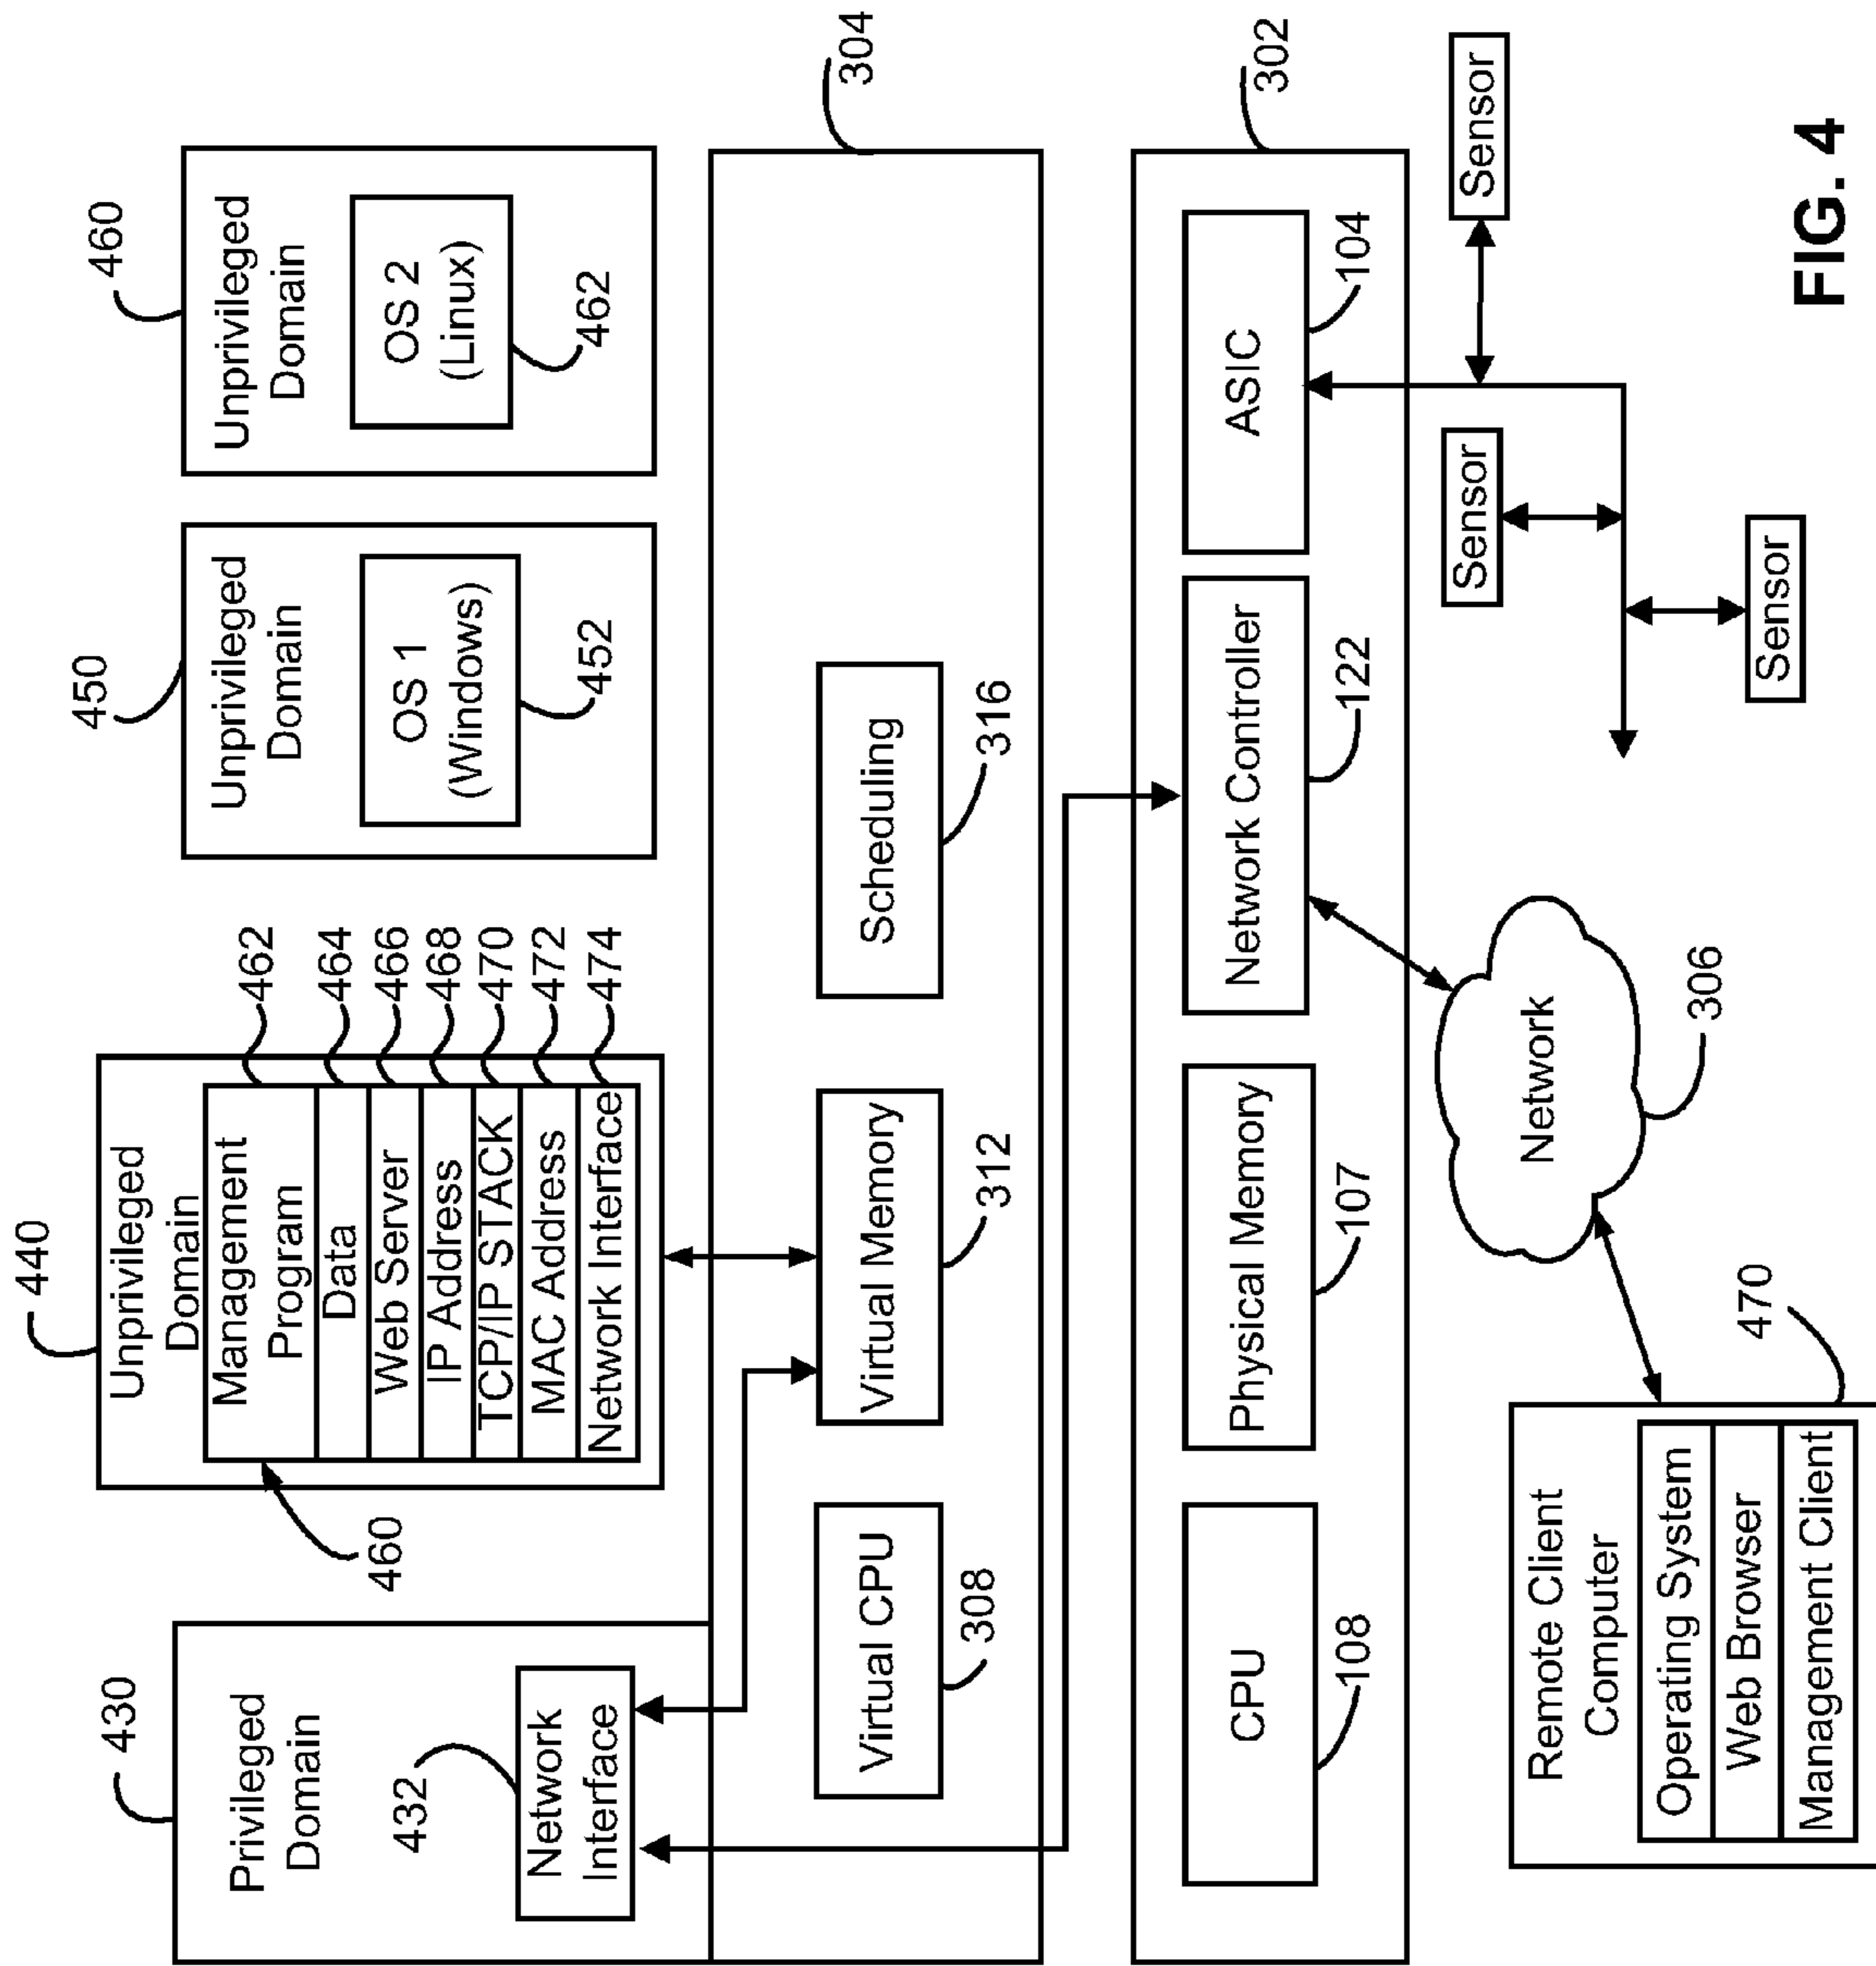 430
Privileged
Domain
432
Network
Interface
440
Unprivileged
Domain
Management
Program
Data
Web Server
IP Address
TCP/IP STACK
MAC Address
Network Interface
460
462
464
466
468
470
472
474
450
Unprivileged
Domain
OS 1
(Windows)
452
460
Unprivileged
Domain
OS 2
(Linux)
462
304
Virtual CPU
308
Virtual Memory
312
Scheduling
316
302
CPU
108
Physical Memory
107
Network Controller
122
ASIC
104
Remote Client
Computer
Operating System
Web Browser
Management Client
470
Network
306
Sensor
Sensor
Sensor
FIG. 4